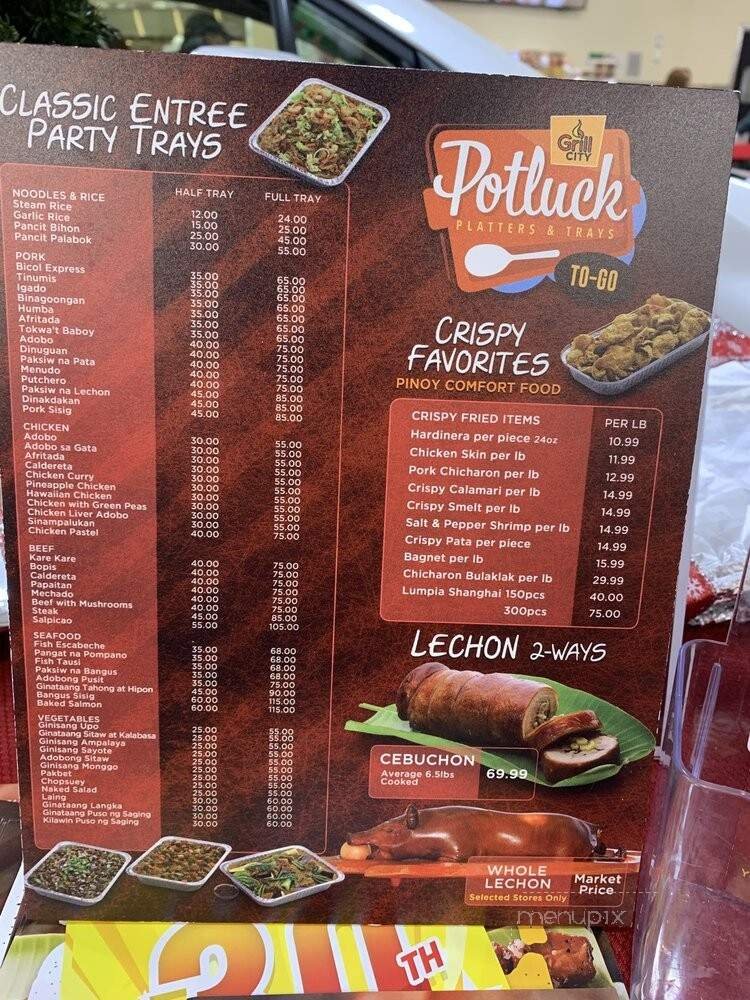 CLASSIC ENTREE
PARTY TRAYS
NOODLES & RICE HALF TRAY FULL TRAY
Steam Rice 12.00 24.00
Garlic Rice 15.00 25.00
Pancit Bihon 25.00 45.00
Pancit Palabok 30.00 55.00
PORK
Bicol Express 35.00 65.00
Tinumis 35.00 65.00
Igado 35.00 65.00
Binagoongan 35.00 65.00
Humba 35.00 65.00
Afritada 35.00 65.00
Tokwa't Baboy 35.00 65.00
Adobo 40.00 75.00
Dinuguan 40.00 75.00
Paksiw na Pata 40.00 75.00
Menudo 40.00 75.00
Putchero 40.00 75.00
Paksiw na Lechon 45.00 85.00
Dinakdakan 45.00 85.00
Pork Sisig 45.00 85.00
CHICKEN
Adobo 30.00 55.00
Adobo sa Gata 30.00 55.00
Afritada 30.00 55.00
Caldereta 30.00 55.00
Chicken Curry 30.00 55.00
Pineapple Chicken 30.00 55.00
Hawaiian Chicken 30.00 55.00
Chicken with Green Peas 30.00 55.00
Chicken Liver Adobo 30.00 55.00
Sinampalukan 30.00 55.00
Chicken Pastel 40.00 75.00
BEEF
Kare Kare 40.00 75.00
Bopis 40.00 75.00
Caldereta 40.00 75.00
Papaitan 40.00 75.00
Mechado 40.00 75.00
Beef with Mushrooms 40.00 75.00
Steak 45.00 85.00
Salpicao 55.00 105.00
SEAFOOD
Fish Escabeche 35.00 68.00
Pangat na Pompano 35.00 68.00
Fish Tausi 35.00 68.00
Paksiw na Bangus 35.00 68.00
Adobong Pusit 35.00 75.00
Ginataang Tahong at Hipon 45.00 90.00
Bangus Sisig 60.00 115.00
Baked Salmon 60.00 115.00
VEGETABLES
Ginisang Upo 25.00 55.00
Ginataang Sitaw at Kalabasa 25.00 55.00
Ginisang Ampalaya 25.00 55.00
Ginisang Sayote 25.00 55.00
Adobong Sitaw 25.00 55.00
Ginisang Monggo 25.00 55.00
Pakbet 25.00 55.00
Chopsuey 25.00 55.00
Naked Salad 25.00 55.00
Laing 30.00 60.00
Ginataang Langka 30.00 60.00
Ginataang Puso ng Saging 30.00 60.00
Kilawin Puso ng Saging 30.00 60.00
Grill
CITY
Potluck
PLATTERS & TRAYS
TO-GO
CRISPY
FAVORITES
PINOY COMFORT FOOD
CRISPY FRIED ITEMS PER LB
Hardinera per piece 24oz 10.99
Chicken Skin per lb 11.99
Pork Chicharon per lb 12.99
Crispy Calamari per lb 14.99
Crispy Smelt per lb 14.99
Salt & Pepper Shrimp per lb 14.99
Crispy Pata per piece 14.99
Bagnet per lb 15.99
Chicharon Bulaklak per lb 29.99
Lumpia Shanghai 150pcs 40.00
300pcs 75.00
LECHON 2-WAYS
CEBUCHON
Average 6.5lbs
Cooked
69.99
WHOLE
LECHON
Selected Stores Only
Market
Price
menupix
TH